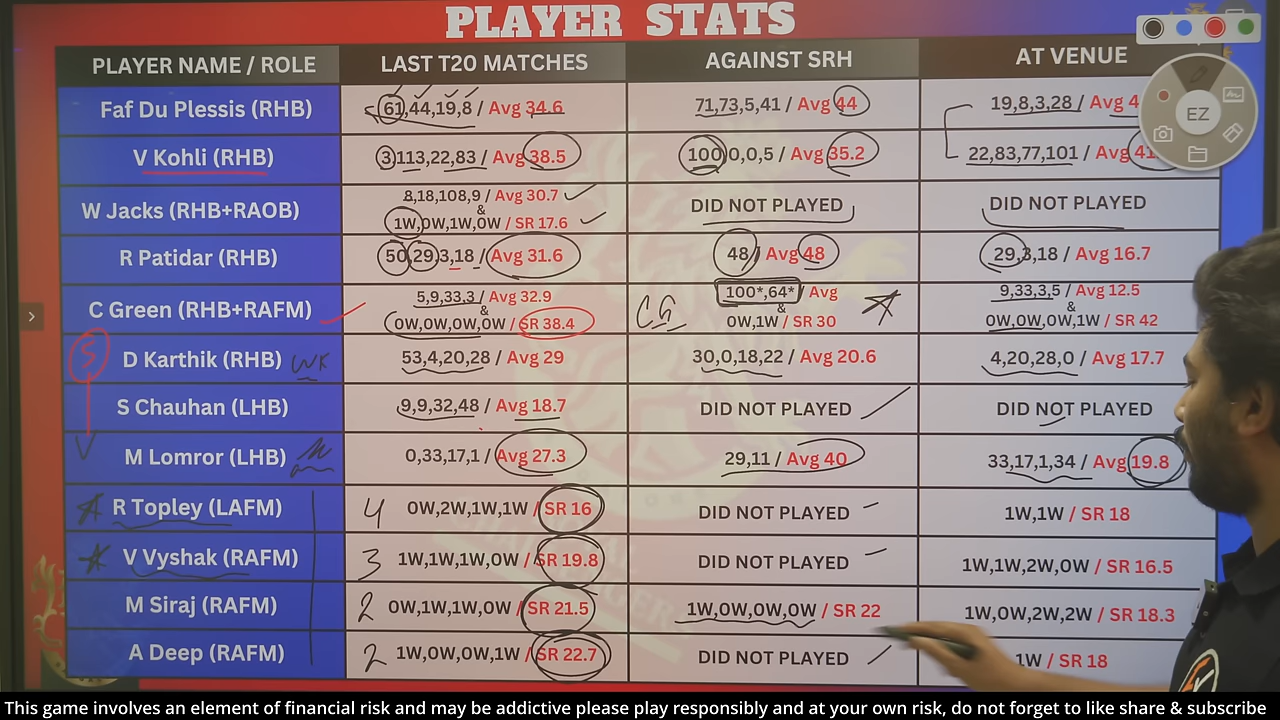 PLAYER STATS
PLAYER NAME / ROLE LAST T20 MATCHES AGAINST SRH AT VENUE
Faf Du Plessis (RHB) 61,44,19,8 / Avg 34.6 71,73,5,41 / Avg 44 19,8,3,28 / Avg 4
EZ
V Kohli (RHB) 3,113,22,83 / Avg 38.5 100,0,0,5 / Avg 35.2 22,83,77,101 / Avg 41
W Jacks (RHB+RAOB) 8,18,108,9 / Avg 30.7 DID NOT PLAYED DID NOT PLAYED
&
1W,0W,1W,0W / SR 17.6
R Patidar (RHB) 50,29,3,18 / Avg 31.6 48 / Avg 48 29,3,18 / Avg 16.7
C Green (RHB+RAFM) 5,9,33,3 / Avg 32.9 100*,64* / Avg 9,33,3,5 / Avg 12.5
& & &
0W,0W,0W,0W / SR 38.4 CG 0W,1W / SR 30 0W,0W,0W,1W / SR 42
5 D Karthik (RHB) WK 53,4,20,28 / Avg 29 30,0,18,22 / Avg 20.6 4,20,28,0 / Avg 17.7
S Chauhan (LHB) 9,9,32,48 / Avg 18.7 DID NOT PLAYED DID NOT PLAYED
M Lomror (LHB) 0,33,17,1 / Avg 27.3 29,11 / Avg 40 33,17,1,34 / Avg 19.8
R Topley (LAFM) 4 0W,2W,1W,1W / SR 16 DID NOT PLAYED 1W,1W / SR 18
V Vyshak (RAFM) 3 1W,1W,1W,0W / SR 19.8 DID NOT PLAYED 1W,1W,2W,0W / SR 16.5
M Siraj (RAFM) 2 0W,1W,1W,0W / SR 21.5 1W,0W,0W,0W / SR 22 1W,0W,2W,2W / SR 18.3
A Deep (RAFM) 2 1W,0W,0W,1W / SR 22.7 DID NOT PLAYED 1W / SR 18
This game involves an element of financial risk and may be addictive please play responsibly and at your own risk, do not forget to like share & subscribe